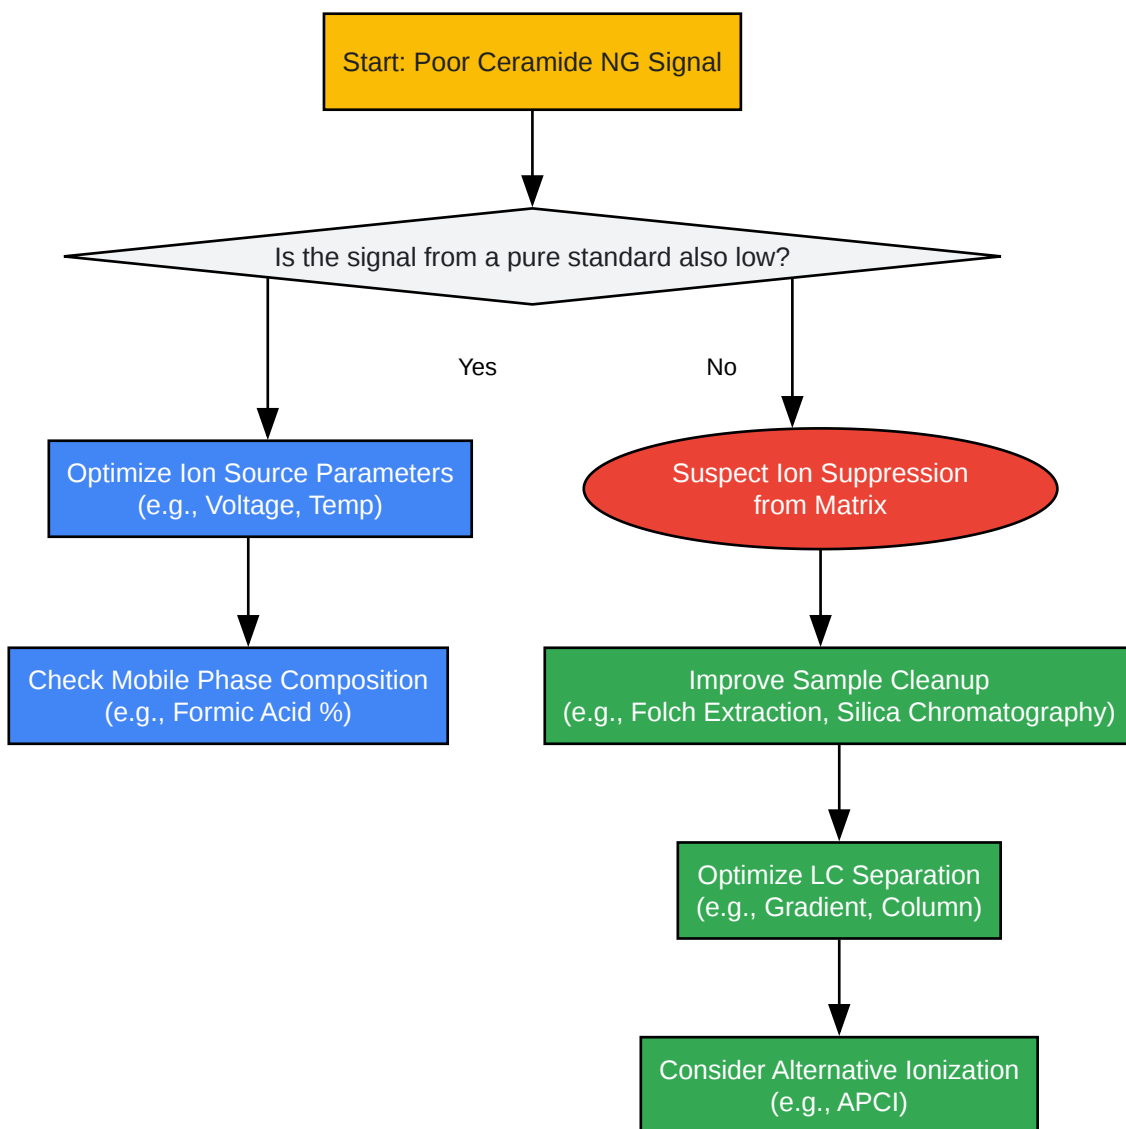 Start: Poor Ceramide NG Signal
Is the signal from a pure standard also low?
Yes
No
Optimize Ion Source Parameters
(e.g., Voltage, Temp)
Suspect Ion Suppression
from Matrix
Check Mobile Phase Composition
(e.g., Formic Acid %)
Improve Sample Cleanup
(e.g., Folch Extraction, Silica Chromatography)
Optimize LC Separation
(e.g., Gradient, Column)
Consider Alternative Ionization
(e.g., APCI)